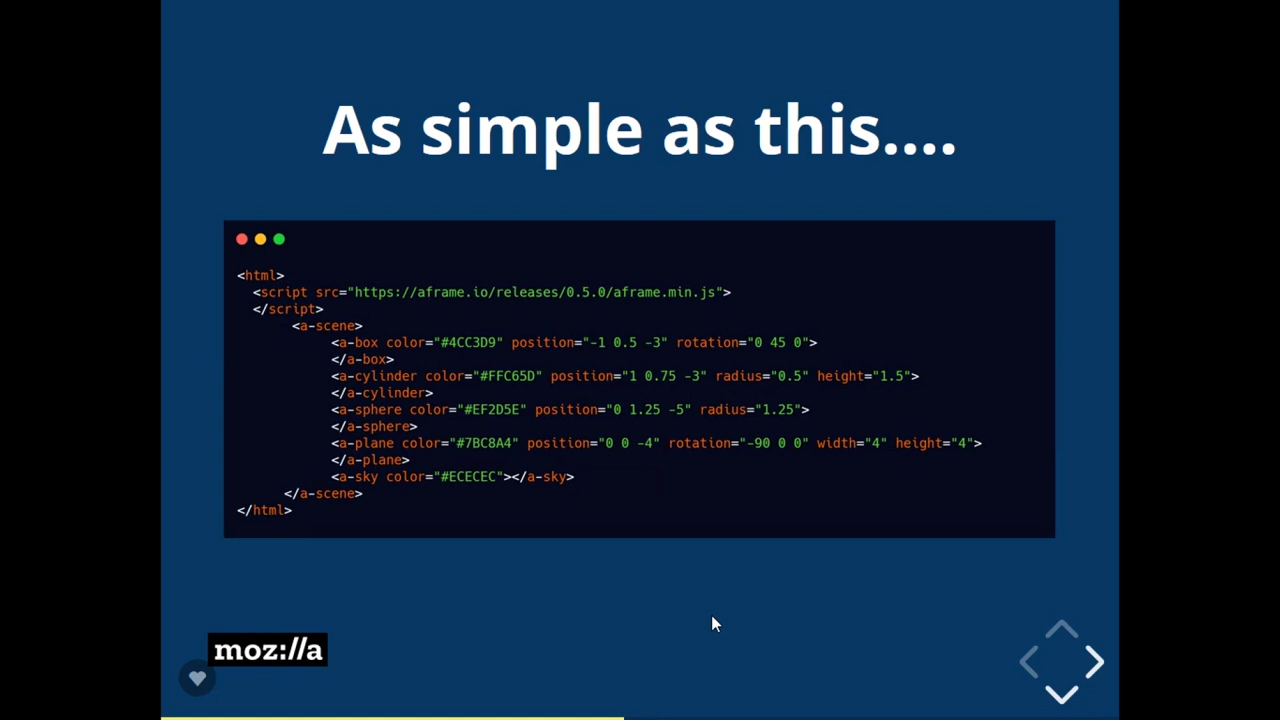 As simple as this....
<html>
<script src="https://aframe.io/releases/0.5.0/aframe.min.js">
</script>
<a-scene>
<a-box color="#4CC3D9" position="-1 0.5 -3" rotation="0 45 0">
</a-box>
<a-cylinder color="#FFC65D" position="1 0.75 -3" radius="0.5" height="1.5">
</a-cylinder>
<a-sphere color="#EF2D5E" position="0 1.25 -5" radius="1.25">
</a-sphere>
<a-plane color="#7BC8A4" position="0 0 -4" rotation="-90 0 0" width="4" height="4">
</a-plane>
<a-sky color="#ECECEC"></a-sky>
</a-scene>
</html>
moz://a